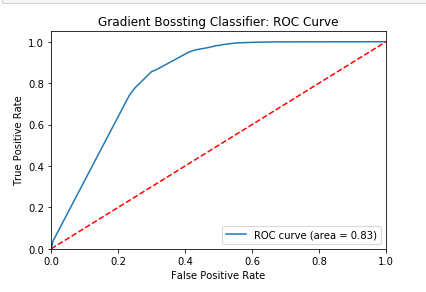 Gradient Bossting Classifier: ROC Curve
True Positive Rate
1.0
0.8
0.6
0.4
0.2
0.0
ROC curve (area = 0.83)
0.0 0.2 0.4 0.6 0.8 1.0
False Positive Rate